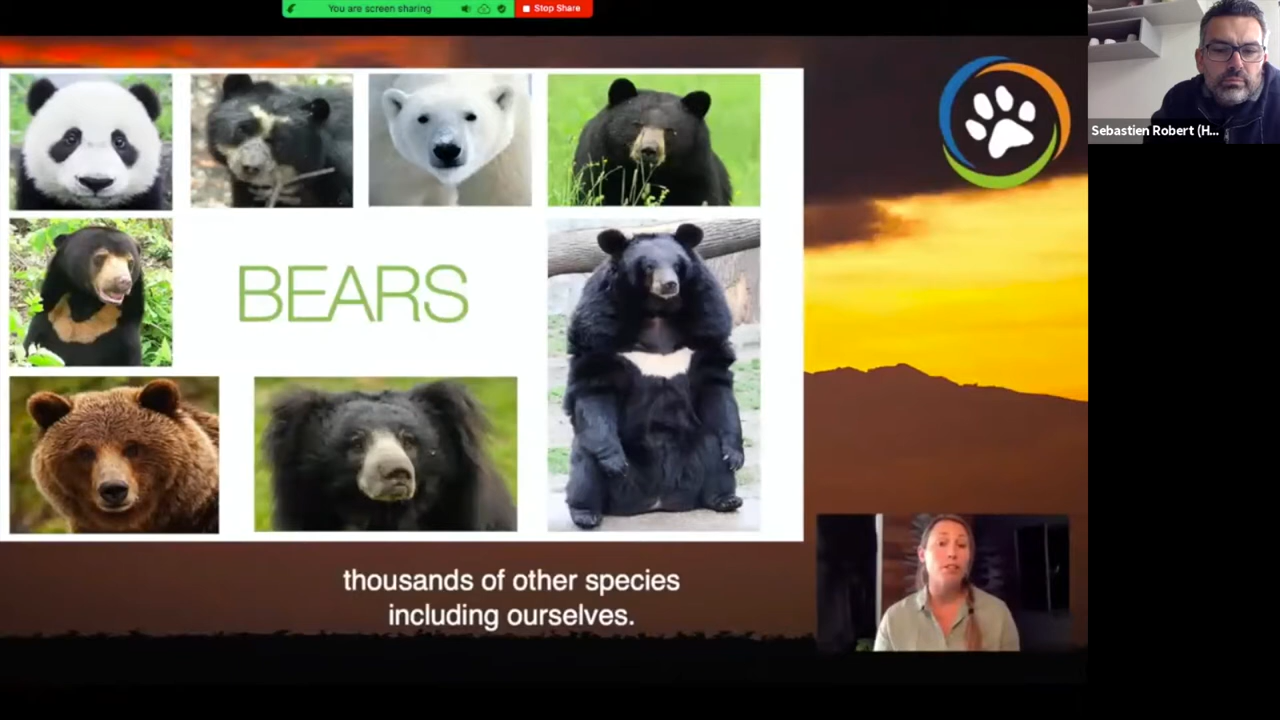 You are screen sharing
Stop Share
Sebastien Robert (H...
BEARS
thousands of other species
including ourselves.